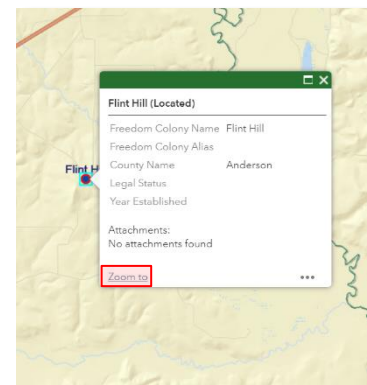 Flint Hill (Located)
Freedom Colony Name Flint Hill
Freedom Colony Alias
Flint H
County Name Anderson
Legal Status
Year Established
Attachments:
No attachments found
Zoom to